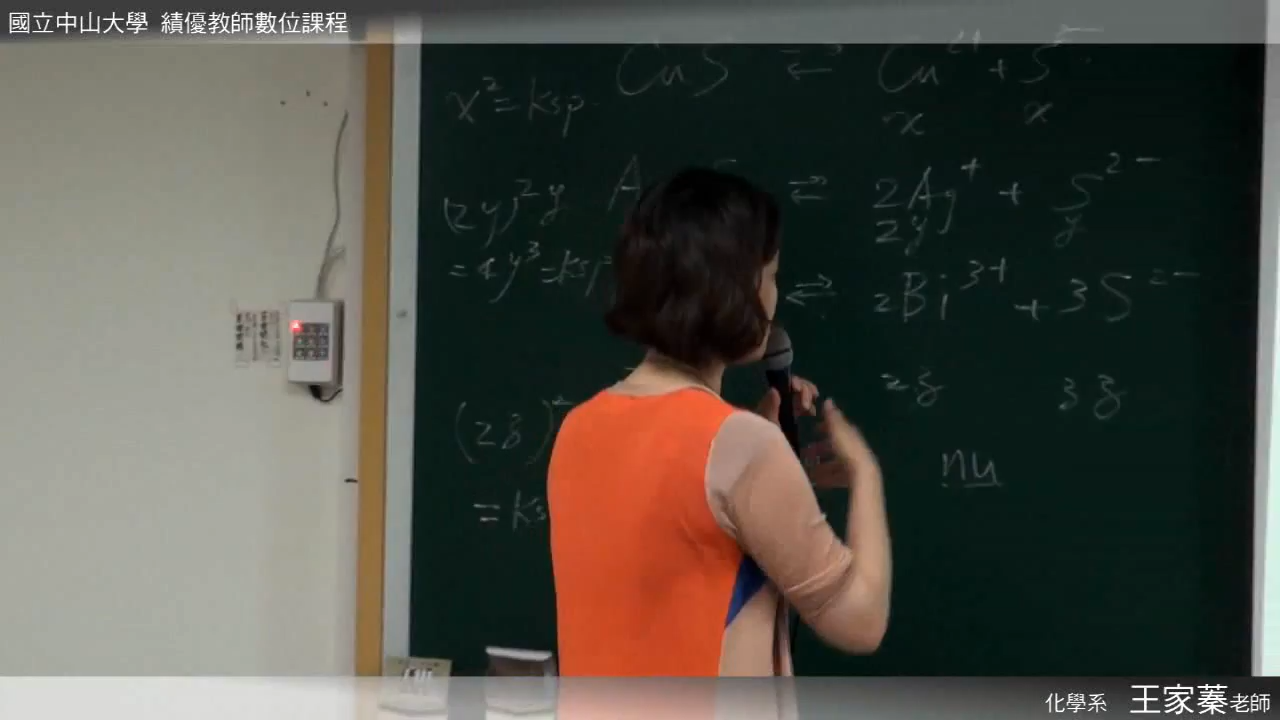 國立中山大學 績優教師數位課程
CuS ⇌ Cu²⁺ + S²⁻
x² = Ksp x x
A ⇌ 2Ag⁺ + S²⁻
(2y)²y 2y y
= 4y³ = Ksp
⇌ 2Bi³⁺ + 3S²⁻
2z 3z
(2z)²
nu
= Ks
化學系 王家蓁老師